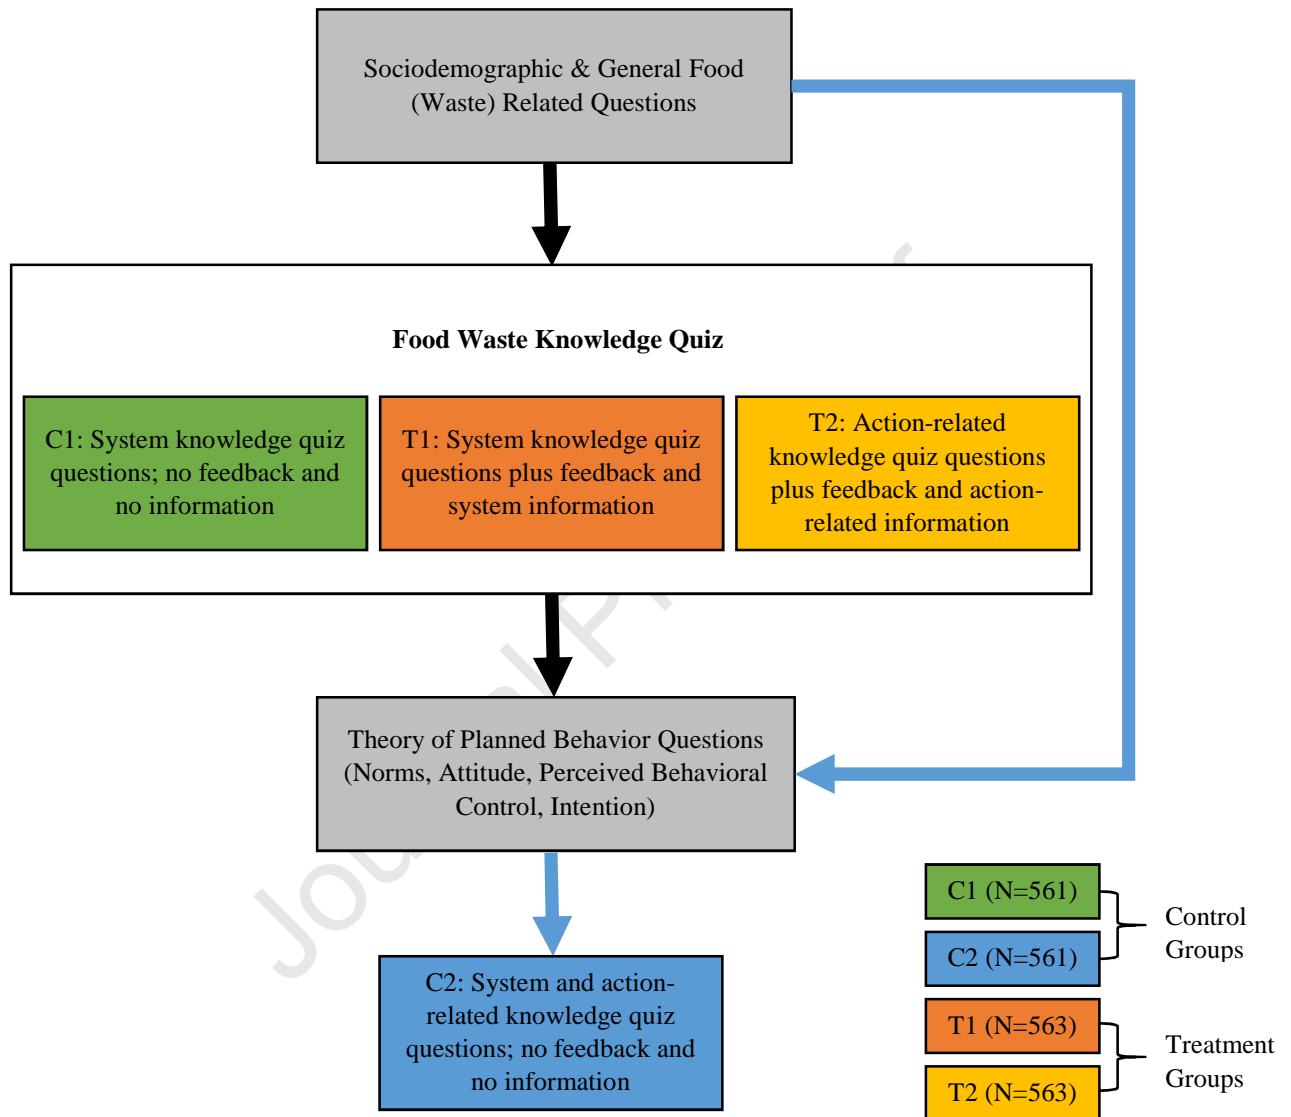 Sociodemographic & General Food
(Waste) Related Questions
Food Waste Knowledge Quiz
C1: System knowledge quiz
questions; no feedback and
no information
T1: System knowledge quiz
questions plus feedback and
system information
T2: Action-related
knowledge quiz questions
plus feedback and action-
related information
Theory of Planned Behavior Questions
(Norms, Attitude, Perceived Behavioral
Control, Intention)
C2: System and action-
related knowledge quiz
questions; no feedback and
no information
C1 (N=561)
C2 (N=561)
Control
Groups
T1 (N=563)
T2 (N=563)
Treatment
Groups